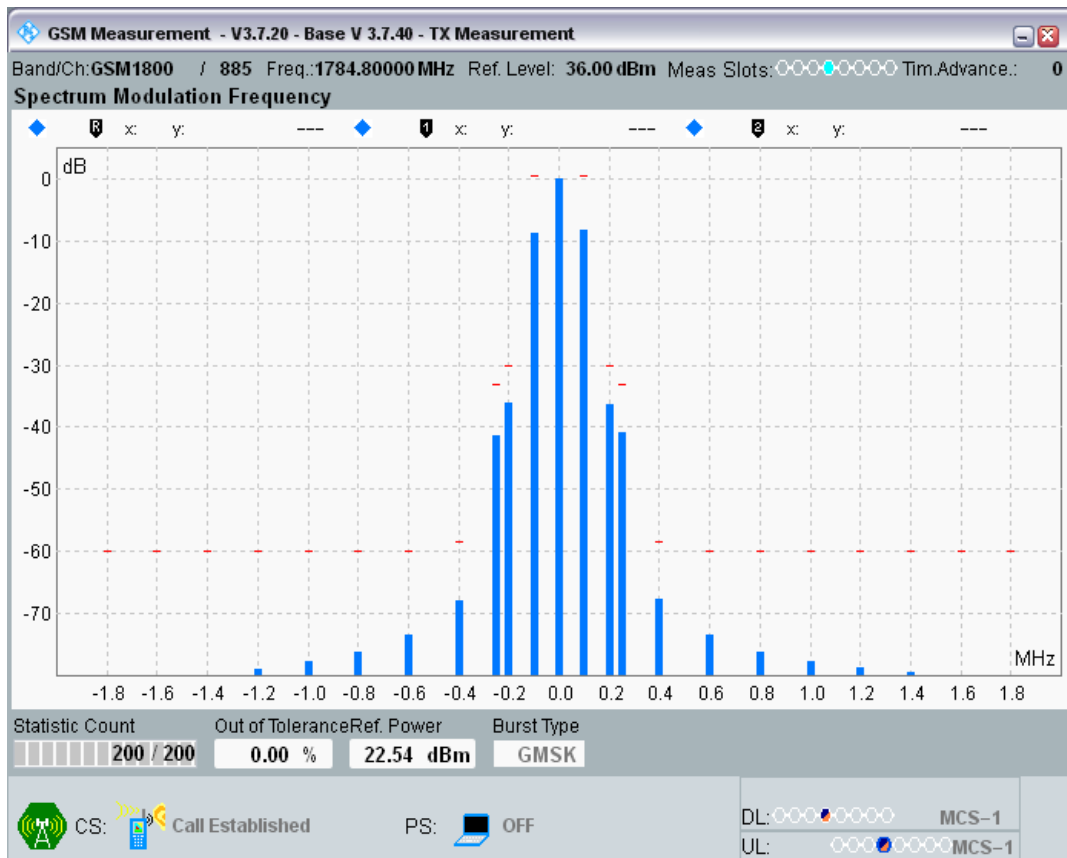 GSM Measurement - V3.7.20 - Base V 3.7.40 - TX Measurement
Band/Ch:GSM1800 / 885 Freq.:1784.80000 MHz Ref. Level: 36.00 dBm Meas Slots: Tim.Advance.: 0
Spectrum Modulation Frequency
R x: y: --- 1 x: y: --- 2 x: y: ---
dB
0
-10
-20
-30
-40
-50
-60
-70
MHz
-1.8 -1.6 -1.4 -1.2 -1.0 -0.8 -0.6 -0.4 -0.2 0.0 0.2 0.4 0.6 0.8 1.0 1.2 1.4 1.6 1.8
Statistic Count Out of Tolerance Ref. Power Burst Type
200 / 200 0.00 % 22.54 dBm GMSK
CS: Call Established PS: OFF
DL: MCS-1
UL: MCS-1